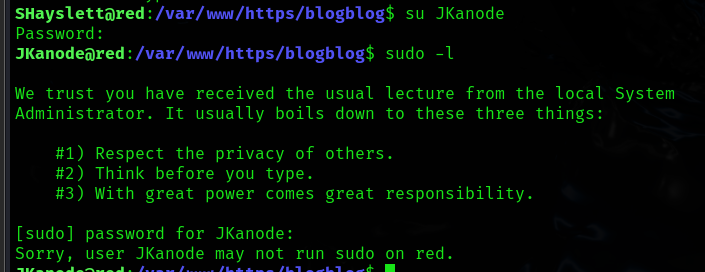 SHayslett@red:/var/www/https/blogblog$ su JKanode
Password:
JKanode@red:/var/www/https/blogblog$ sudo -l
We trust you have received the usual lecture from the local System
Administrator. It usually boils down to these three things:
#1) Respect the privacy of others.
#2) Think before you type.
#3) With great power comes great responsibility.
[sudo] password for JKanode:
Sorry, user JKanode may not run sudo on red.
JKanode@red:/var/www/https/blogblog$